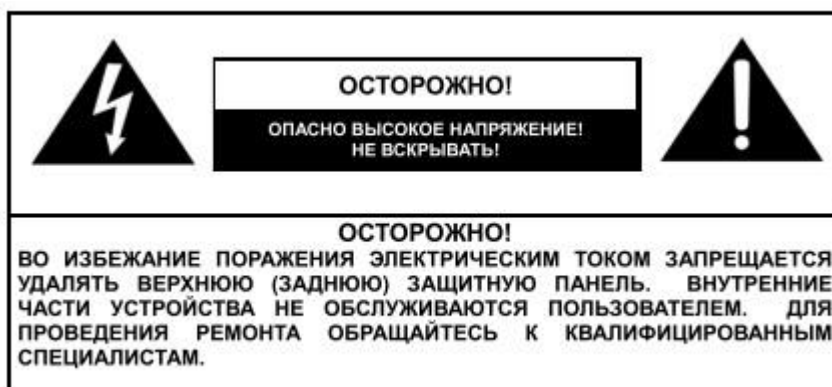 ОСТОРОЖНО!
ОПАСНО ВЫСОКОЕ НАПРЯЖЕНИЕ!
НЕ ВСКРЫВАТЬ!
ОСТОРОЖНО!
ВО ИЗБЕЖАНИЕ ПОРАЖЕНИЯ ЭЛЕКТРИЧЕСКИМ ТОКОМ ЗАПРЕЩАЕТСЯ
УДАЛЯТЬ ВЕРХНЮЮ (ЗАДНЮЮ) ЗАЩИТНУЮ ПАНЕЛЬ. ВНУТРЕННИЕ
ЧАСТИ УСТРОЙСТВА НЕ ОБСЛУЖИВАЮТСЯ ПОЛЬЗОВАТЕЛЕМ. ДЛЯ
ПРОВЕДЕНИЯ РЕМОНТА ОБРАЩАЙТЕСЬ К КВАЛИФИЦИРОВАННЫМ
СПЕЦИАЛИСТАМ.